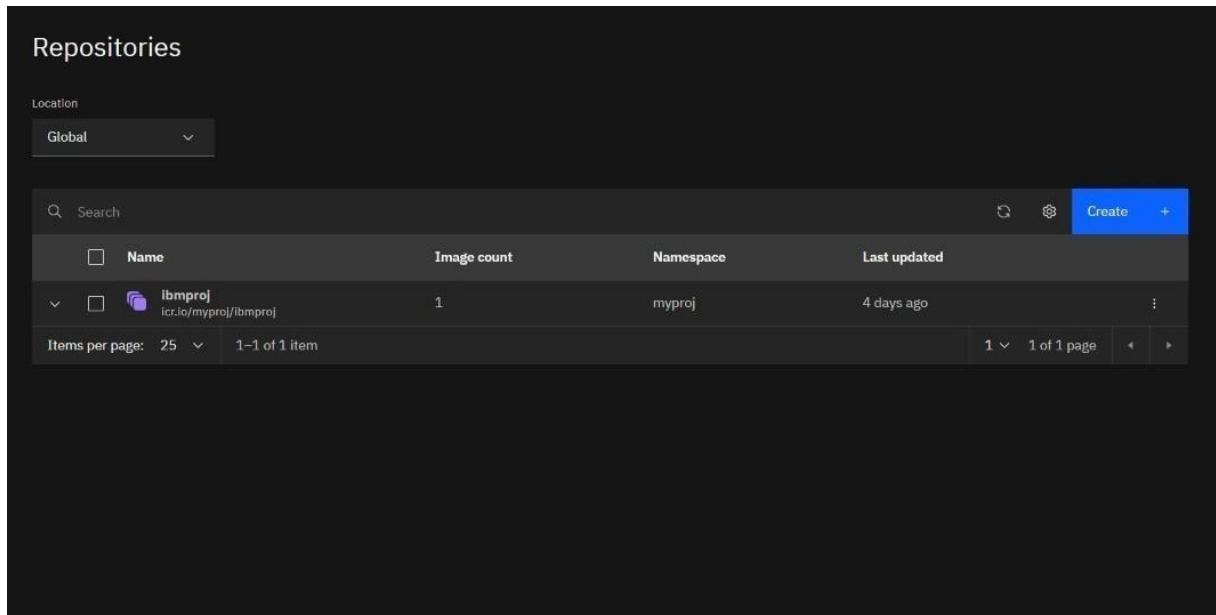 Repositories
Location
Global
Search
Create +
Name Image count Namespace Last updated
ibmproj 1 myproj 4 days ago
icr.io/myproj/ibmproj
Items per page: 25 1–1 of 1 item 1 1 of 1 page